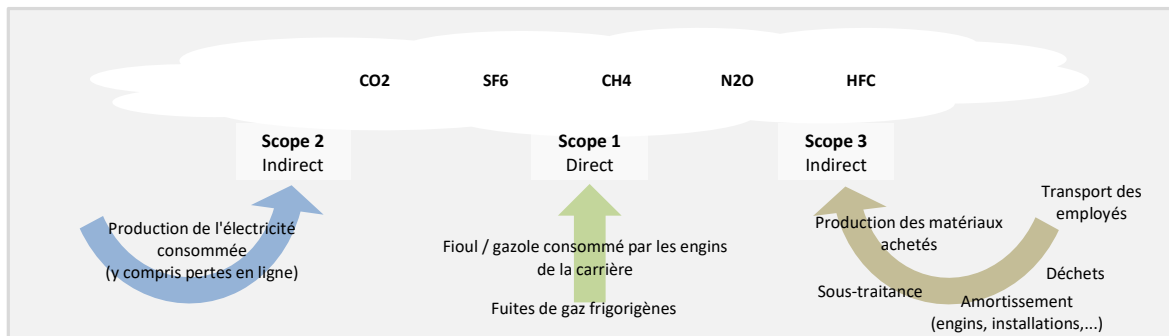 CO2 SF6 CH4 N2O HFC
Scope 2
Indirect
Scope 1
Direct
Scope 3
Indirect
Production de l'électricité
consommée
(y compris pertes en ligne)
Fioul / gazole consommé par les engins
de la carrière
Fuites de gaz frigorigènes
Transport des
employés
Production des matériaux
achetés
Déchets
Sous-traitance
Amortissement
(engins, installations,...)